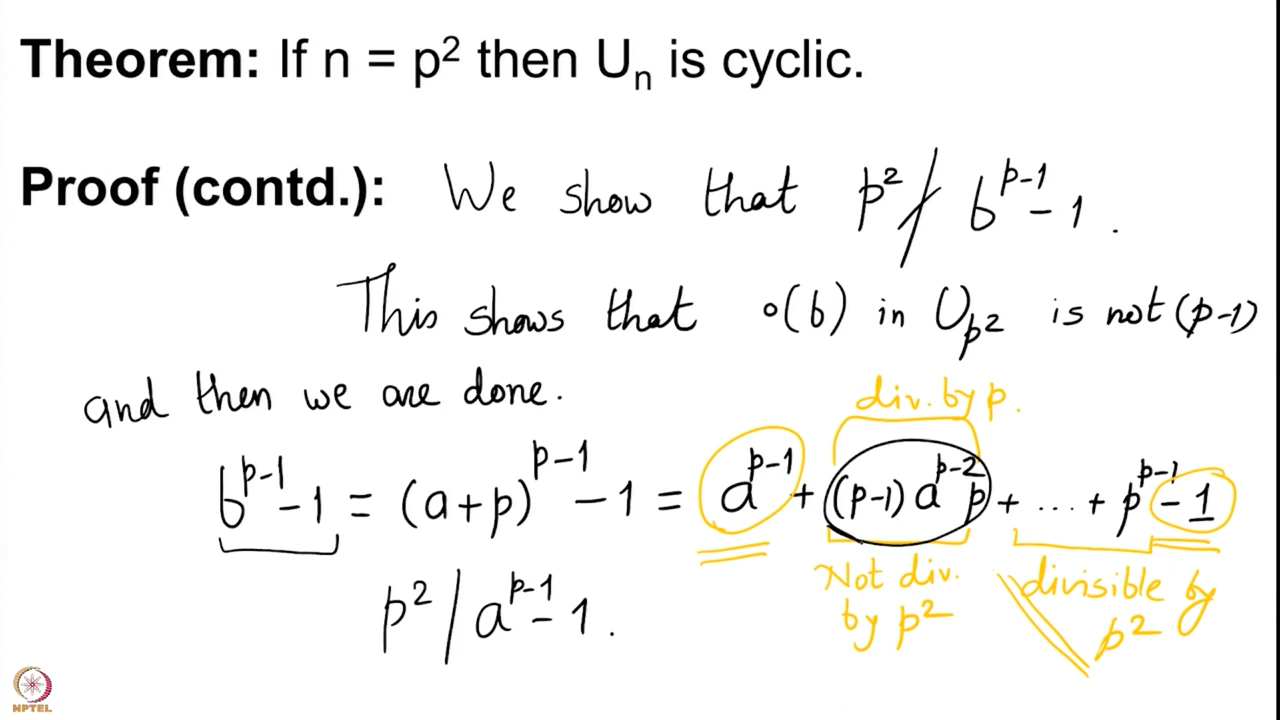 Theorem: If n = p² then Uₙ is cyclic.
Proof (contd.): We show that p² ∤ b^{p-1} - 1.
This shows that o(b) in U_{p²} is not (p-1)
and then we are done.
div. by p.
b^{p-1} - 1 = (a+p)^{p-1} - 1 = a^{p-1} + (p-1) a^{p-2} p + ... + p^{p-1} - 1
Not div. by p²
divisible by p²
p² | a^{p-1} - 1.
NPTEL